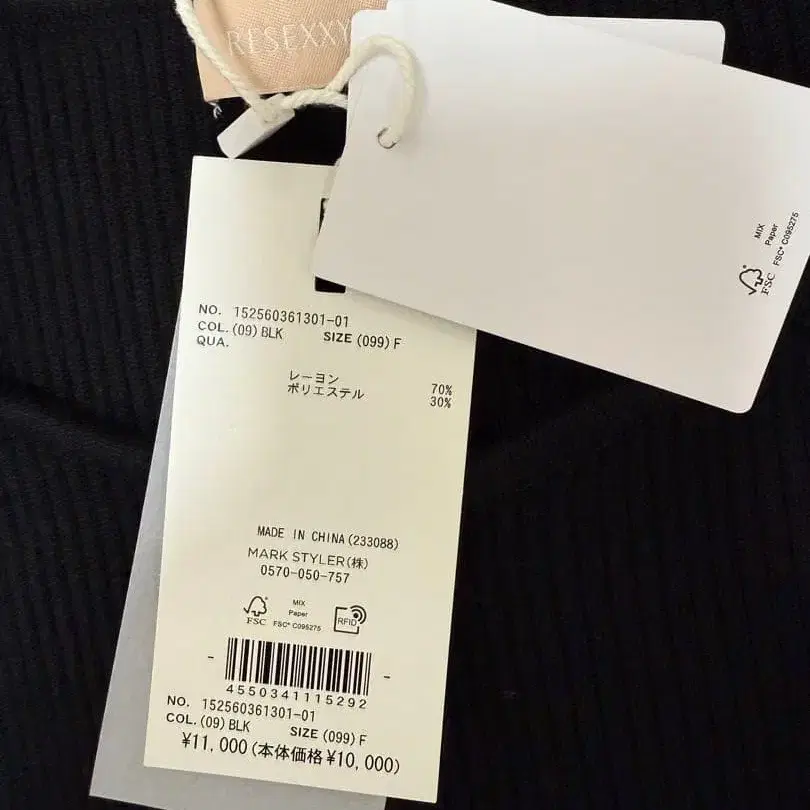 RESEXXY
MIX
Paper
FSC® C095275
FSC
NO. 152560361301-01
COL. (09) BLK SIZE (099) F
QUA.
レーヨン 70%
ポリエステル 30%
MADE IN CHINA (233088)
MARK STYLER(株)
0570-050-757
FSC
MIX
Paper
FSC® C095275
RFID
4550341115292
NO. 152560361301-01
COL. (09) BLK SIZE (099) F
¥11,000(本体価格¥10,000)